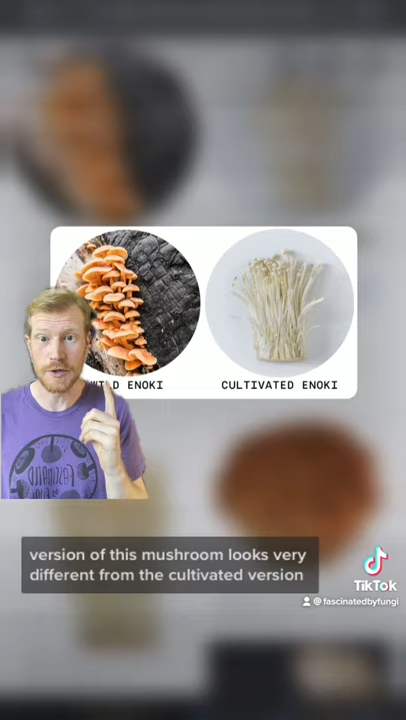 WILD ENOKI
CULTIVATED ENOKI
version of this mushroom looks very
different from the cultivated version
TikTok
@fascinatedbyfungi